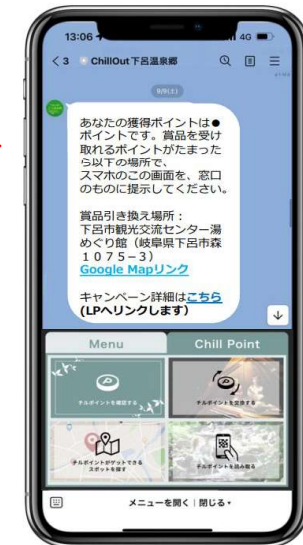 13:06
4G
< 3 ChillOut下呂温泉郷
9/9(土)
あなたの獲得ポイントは●
ポイントです。賞品を受け
取れるポイントがたまった
ら以下の場所で、
スマホのこの画面を、窓口
のものに提示してください。
賞品引き換え場所：
下呂市観光交流センター湯
めぐり館（岐阜県下呂市森
１０７５−３）
Google Mapリンク
キャンペーン詳細はこちら
(LPへリンクします）
Menu
Chill Point
チルポイントを確認する
チルポイントを交換する
チルポイントがゲットできる
スポットを探す
チルポイントを読み取る
メニューを開く｜閉じる